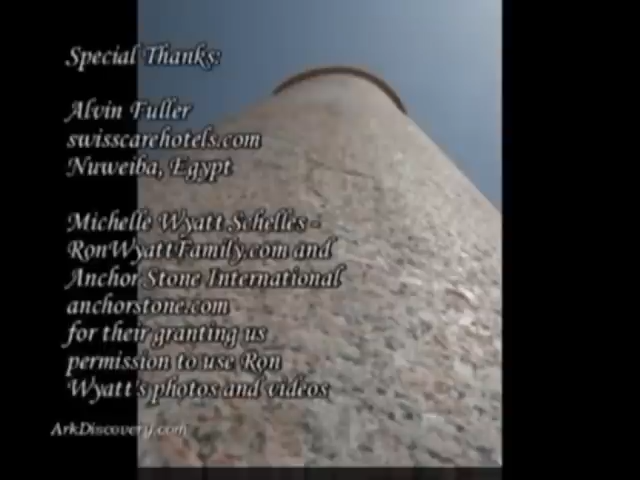 Special Thanks:
Alvin Fuller
swisscarehotels.com
Nuweiba, Egypt
Michelle Wyatt Schelles -
RonWyattFamily.com and
Anchor Stone International
anchorstone.com
for their granting us
permission to use Ron
Wyatt's photos and videos
ArkDiscovery.com